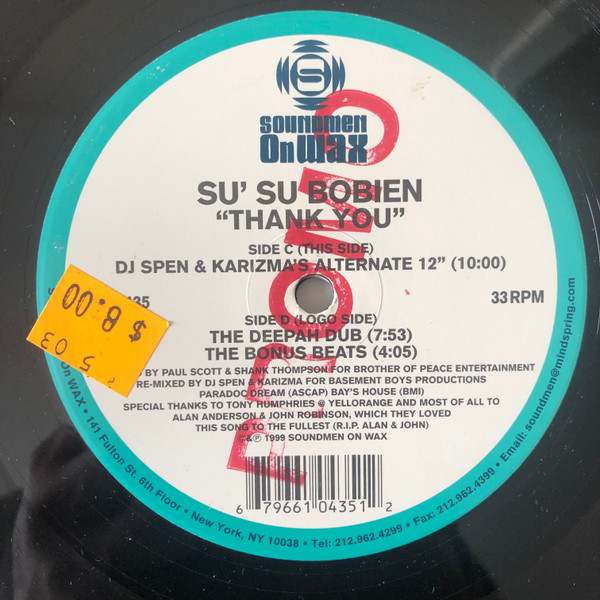 S
SOUNDMEN
On WAX
SU' SU BOBIEN
"THANK YOU"
SIDE C (THIS SIDE)
DJ SPEN & KARIZMA'S ALTERNATE 12" (10:00)
435
33 RPM
SIDE D (LOGO SIDE)
THE DEEPAH DUB (7:53)
THE BONUS BEATS (4:05)
BY PAUL SCOTT & SHANK THOMPSON FOR BROTHER OF PEACE ENTERTAINMENT
RE-MIXED BY DJ SPEN & KARIZMA FOR BASEMENT BOYS PRODUCTIONS
PARADOC DREAM (ASCAP) BAY'S HOUSE (BMI)
SPECIAL THANKS TO TONY HUMPHRIES @ YELLORANGE AND MOST OF ALL TO
ALAN ANDERSON & JOHN ROBINSON, WHICH THEY LOVED
THIS SONG TO THE FULLEST (R.I.P. ALAN & JOHN)
©&℗ 1999 SOUNDMEN ON WAX
6 79661 04351 2
PROMO
$ 8.00
5 03
On WAX • 141 Fulton St. 6th Floor • New York, NY 10038 • Tel: 212.962.4299 • Fax: 212.962.4399 • Email: soundmen@mindspring.com